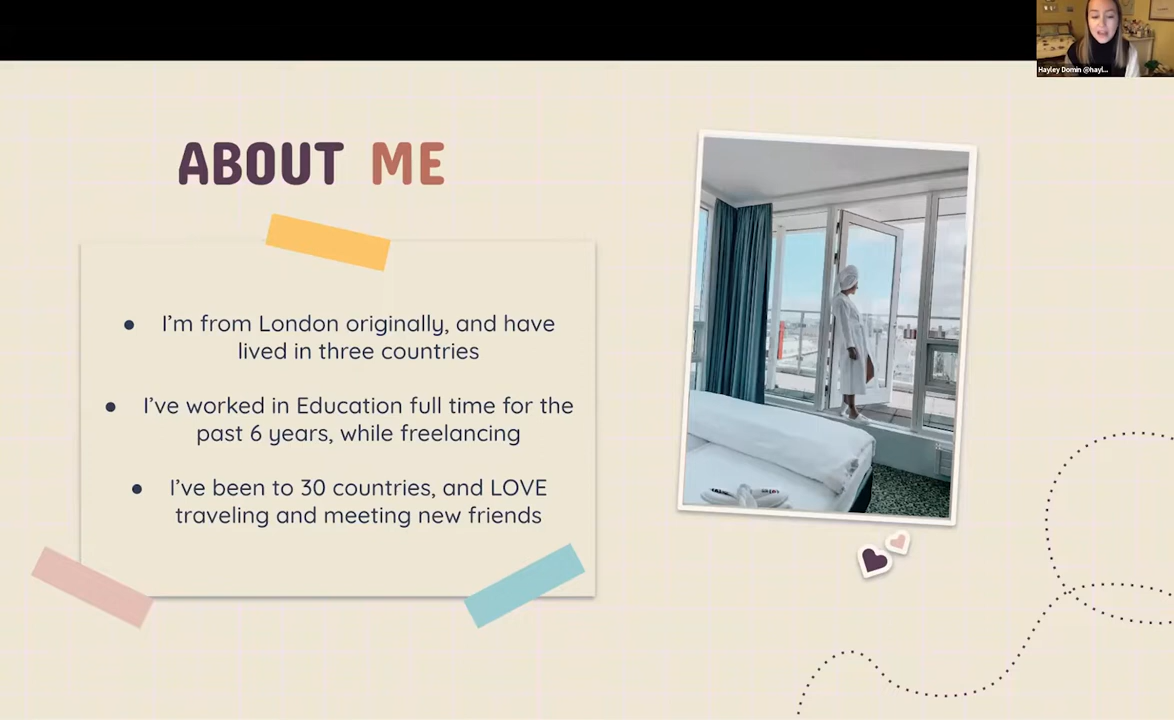 Hayley Domin @hayl...
ABOUT ME
● I'm from London originally, and have
lived in three countries
● I've worked in Education full time for the
past 6 years, while freelancing
● I've been to 30 countries, and LOVE
traveling and meeting new friends